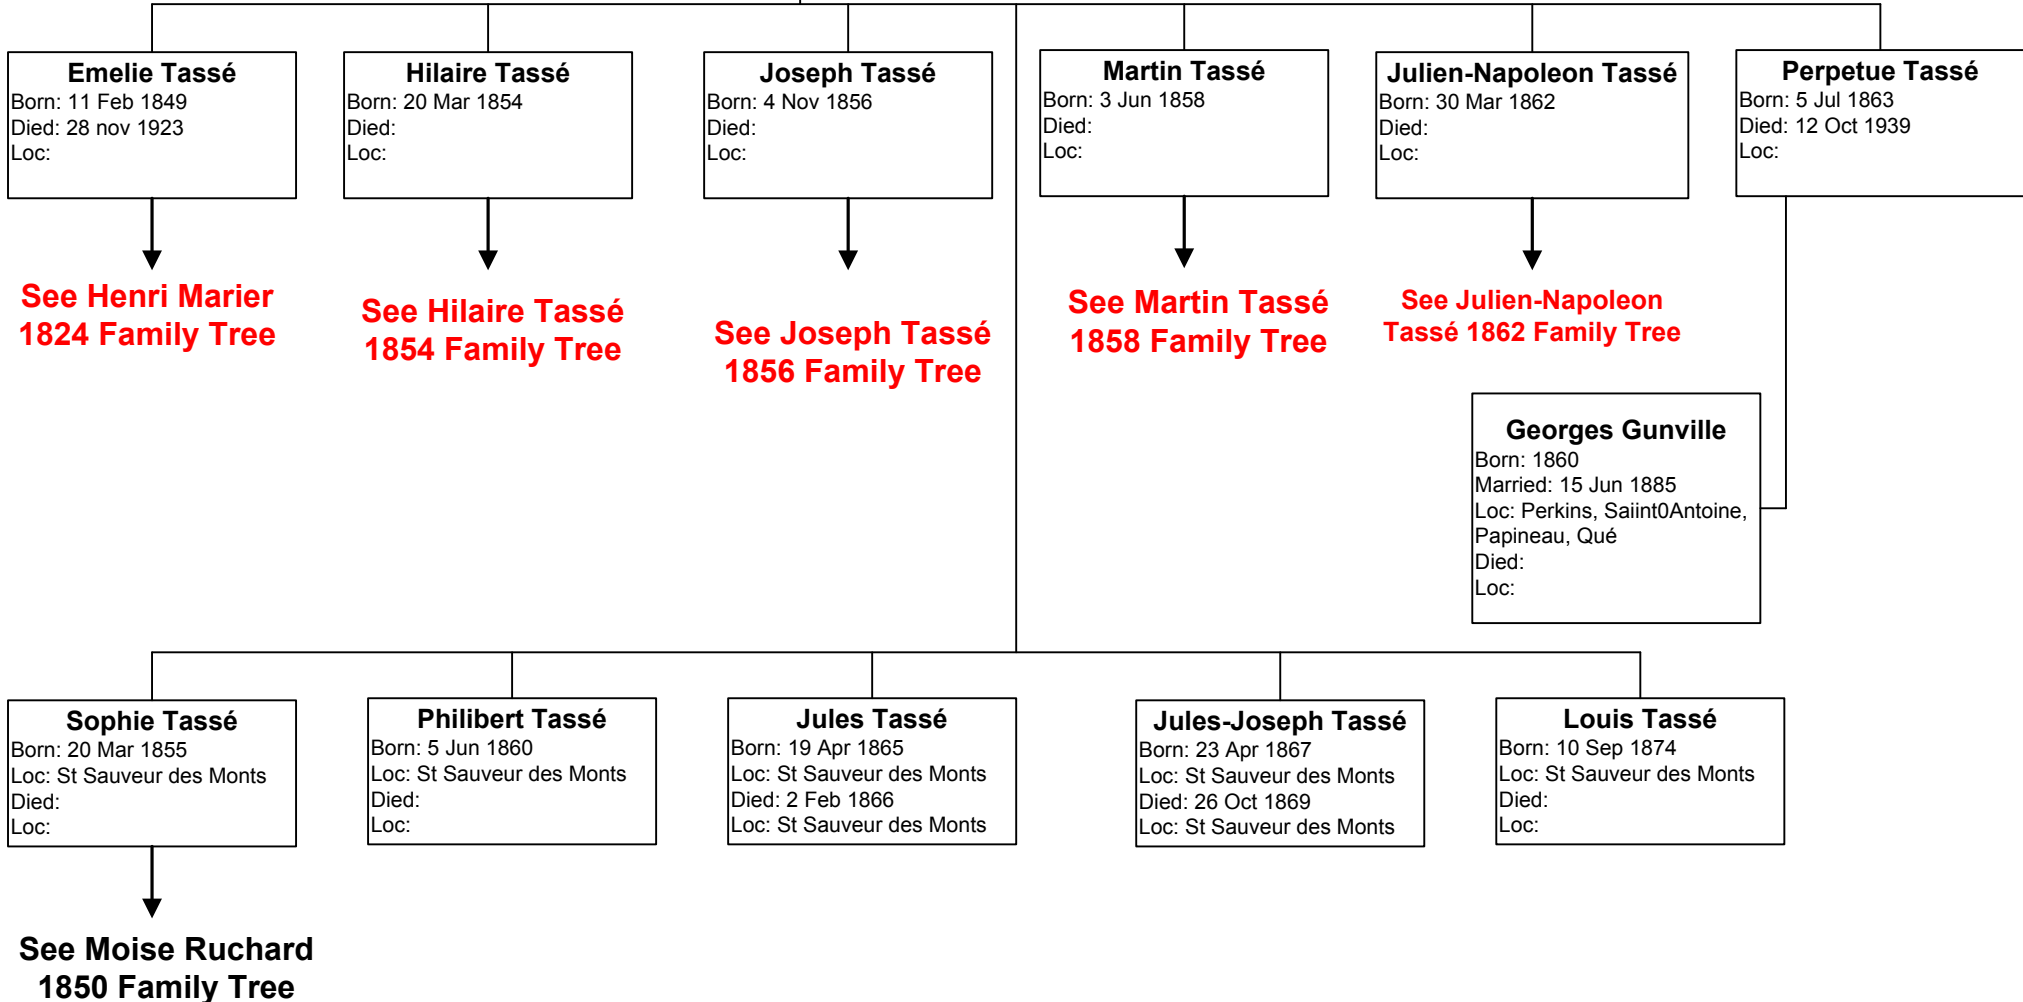 Emelie Tassé
Born: 11 Feb 1849
Died: 28 nov 1923
Loc:
Hilaire Tassé
Born: 20 Mar 1854
Died:
Loc:
Joseph Tassé
Born: 4 Nov 1856
Died:
Loc:
Martin Tassé
Born: 3 Jun 1858
Died:
Loc:
Julien-Napoleon Tassé
Born: 30 Mar 1862
Died:
Loc:
Perpetue Tassé
Born: 5 Jul 1863
Died: 12 Oct 1939
Loc:
See Henri Marier
1824 Family Tree
See Hilaire Tassé
1854 Family Tree
See Joseph Tassé
1856 Family Tree
See Martin Tassé
1858 Family Tree
See Julien-Napoleon
Tassé 1862 Family Tree
Georges Gunville
Born: 1860
Married: 15 Jun 1885
Loc: Perkins, Saiint0Antoine,
Papineau, Qué
Died:
Loc:
Sophie Tassé
Born: 20 Mar 1855
Loc: St Sauveur des Monts
Died:
Loc:
Philibert Tassé
Born: 5 Jun 1860
Loc: St Sauveur des Monts
Died:
Loc:
Jules Tassé
Born: 19 Apr 1865
Loc: St Sauveur des Monts
Died: 2 Feb 1866
Loc: St Sauveur des Monts
Jules-Joseph Tassé
Born: 23 Apr 1867
Loc: St Sauveur des Monts
Died: 26 Oct 1869
Loc: St Sauveur des Monts
Louis Tassé
Born: 10 Sep 1874
Loc: St Sauveur des Monts
Died:
Loc:
See Moise Ruchard
1850 Family Tree